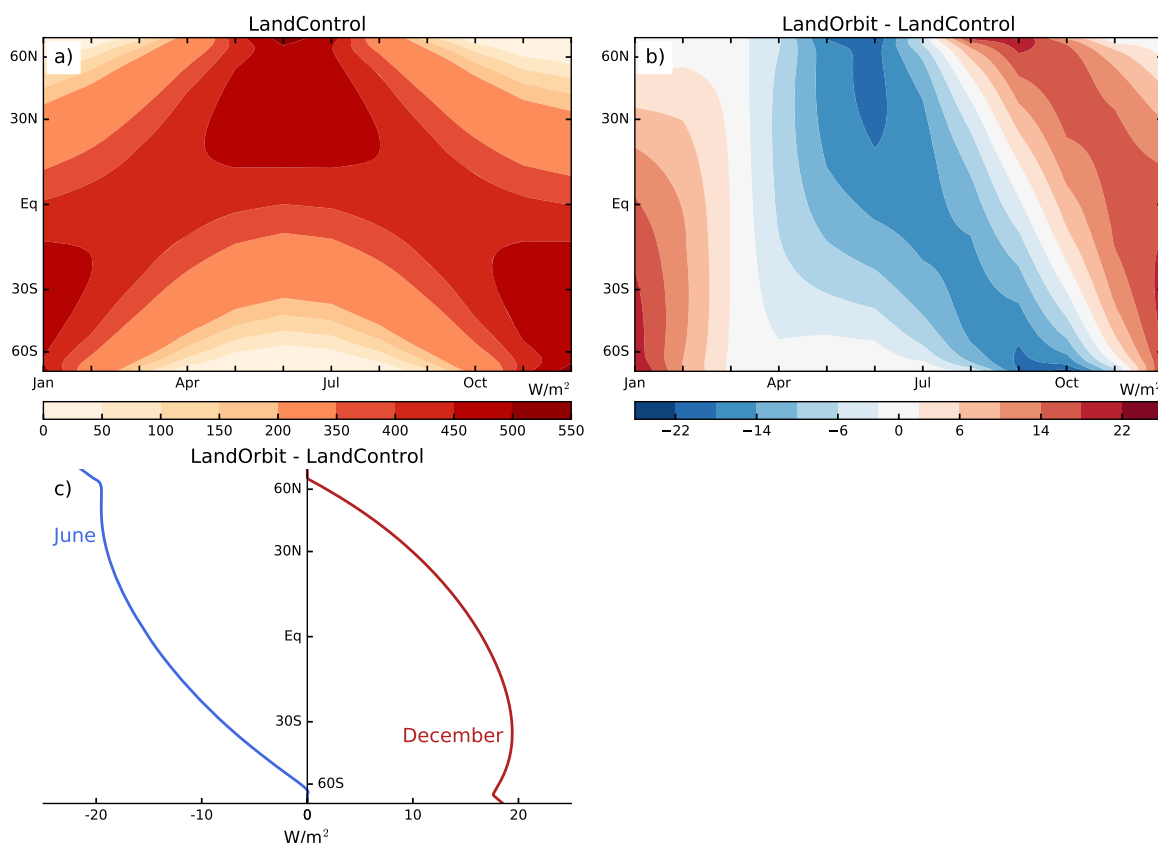 LandControl
a)
60N
30N
Eq
30S
60S
Jan Apr Jul Oct W/m²
0 50 100 150 200 250 300 350 400 450 500 550
LandOrbit - LandControl
b)
60N
30N
Eq
30S
60S
Jan Apr Jul Oct W/m²
−22 −14 −6 0 6 14 22
LandOrbit - LandControl
c)
60N
June
30N
Eq
30S
December
60S
-20 -10 0 10 20
W/m²